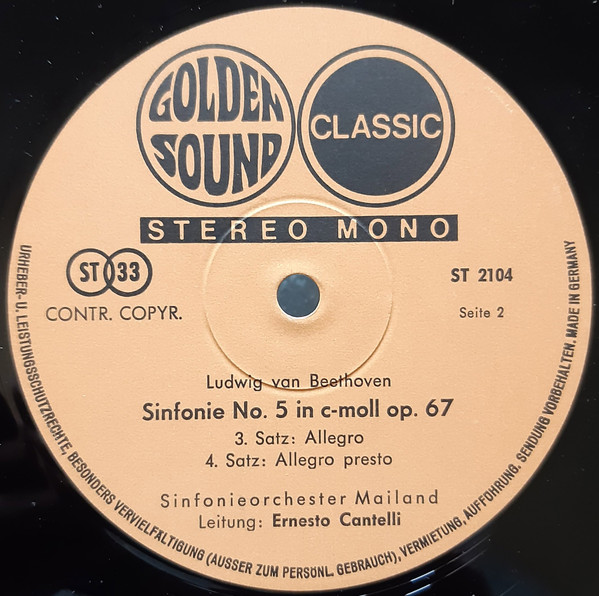 GOLDEN
SOUND
CLASSIC
STEREO MONO
ST 33
CONTR. COPYR.
ST 2104
Seite 2
Ludwig van Beethoven
Sinfonie No. 5 in c-moll op. 67
3. Satz: Allegro
4. Satz: Allegro presto
Sinfonieorchester Mailand
Leitung: Ernesto Cantelli
URHEBER- U. LEISTUNGSSCHUTZRECHTE, BESONDERS VERVIELFÄLTIGUNG (AUSSER ZUM PERSÖNL. GEBRAUCH), VERMIETUNG, AUFFÜHRUNG. SENDUNG VORBEHALTEN. MADE IN GERMANY